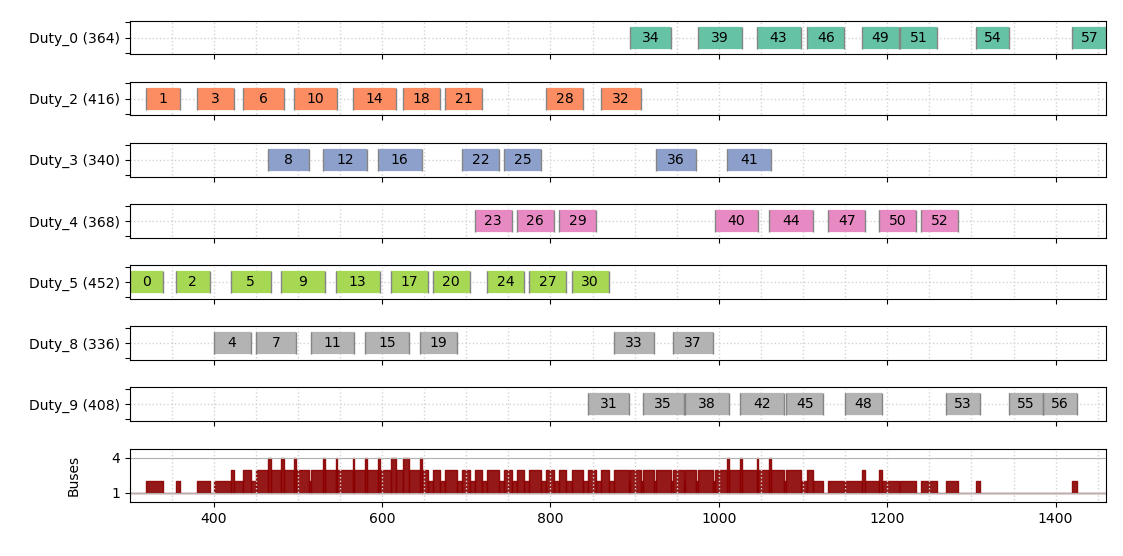 Duty_0 (364) 34 39 43 46 49 51 54 57
Duty_2 (416) 1 3 6 10 14 18 21 28 32
Duty_3 (340) 8 12 16 22 25 36 41
Duty_4 (368) 23 26 29 40 44 47 50 52
Duty_5 (452) 0 2 5 9 13 17 20 24 27 30
Duty_8 (336) 4 7 11 15 19 33 37
Duty_9 (408) 31 35 38 42 45 48 53 55 56
Buses
4
1
400 600 800 1000 1200 1400